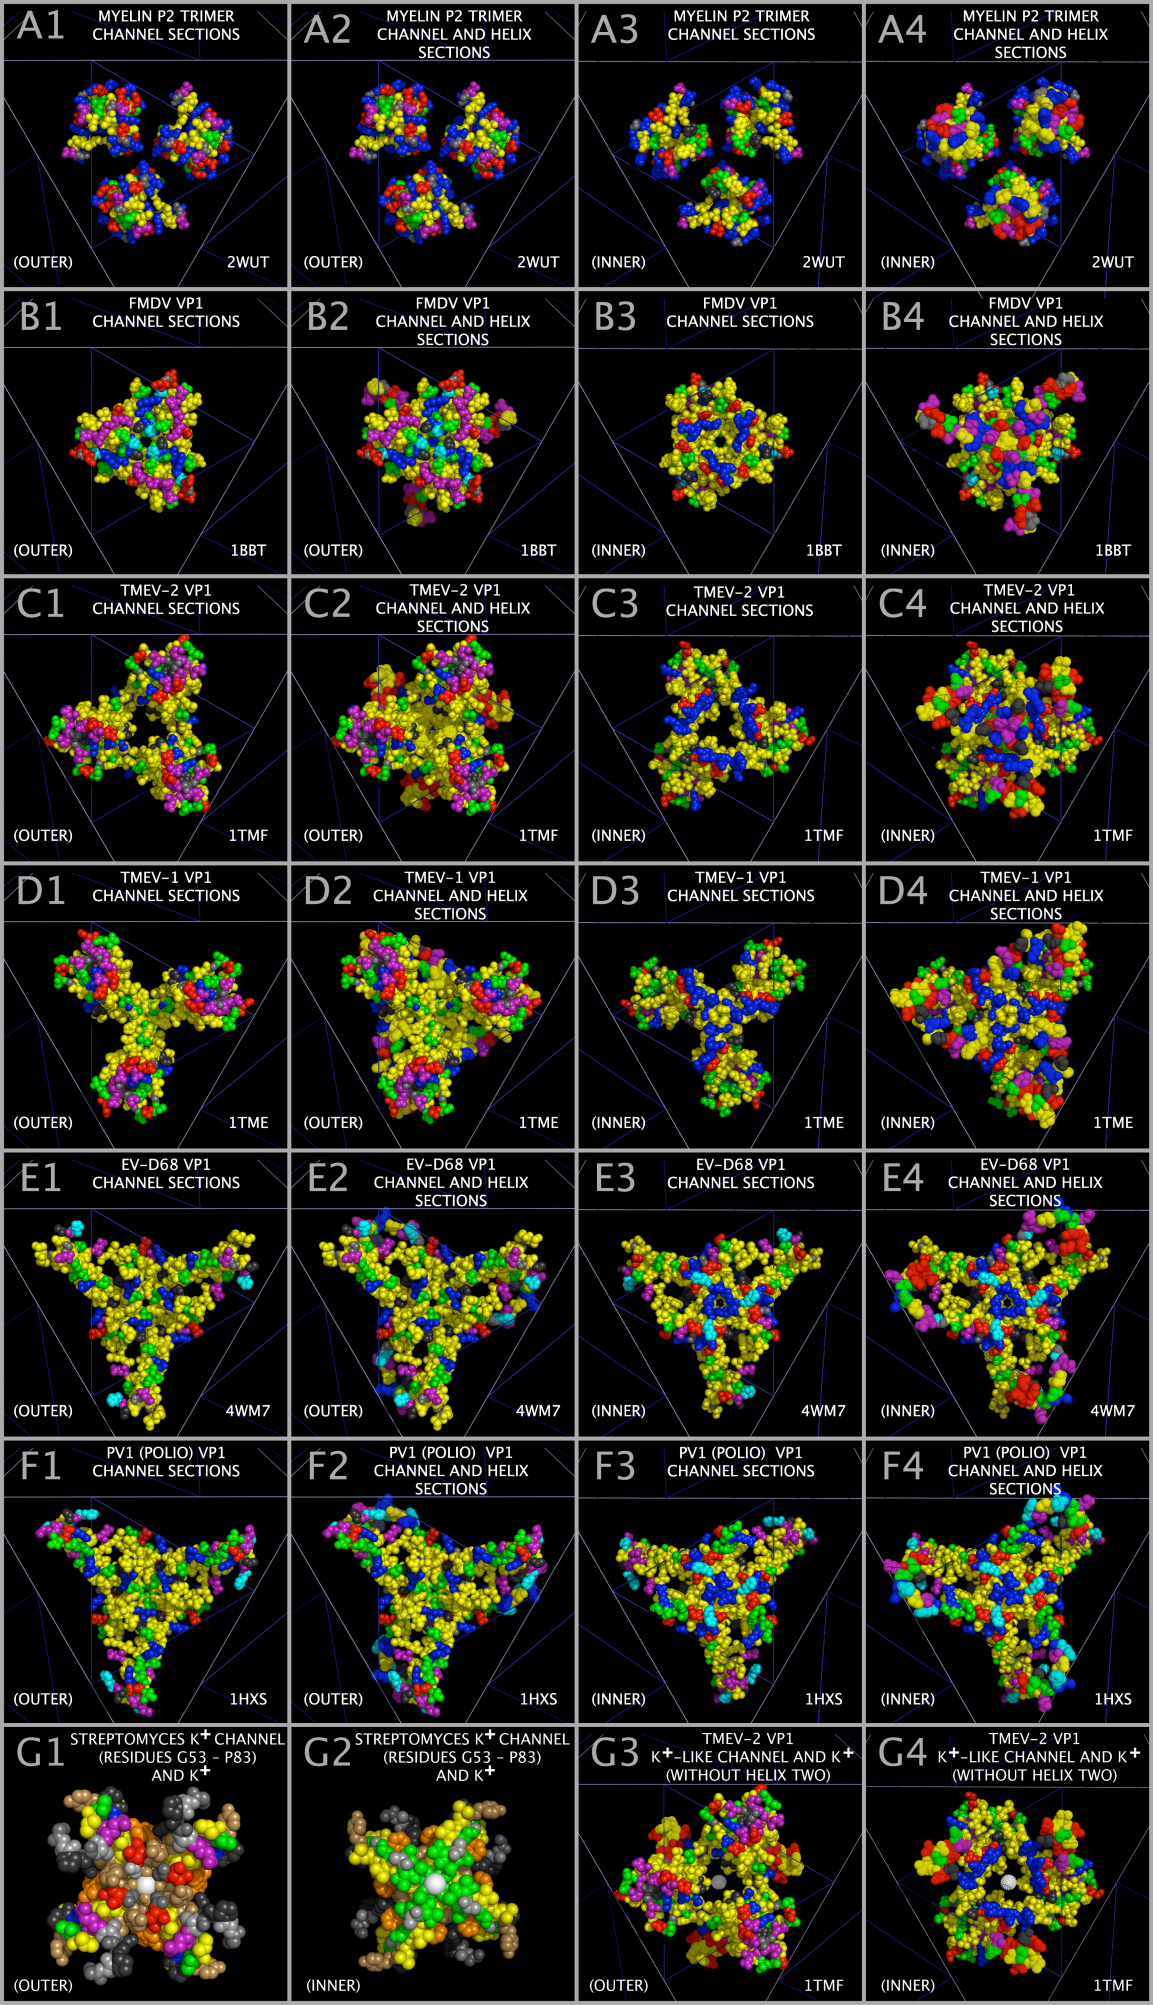 A1
MYELIN P2 TRIMER
CHANNEL SECTIONS
(OUTER)
2WUT
A2
MYELIN P2 TRIMER
CHANNEL AND HELIX
SECTIONS
(OUTER)
2WUT
A3
MYELIN P2 TRIMER
CHANNEL SECTIONS
(INNER)
2WUT
A4
MYELIN P2 TRIMER
CHANNEL AND HELIX
SECTIONS
(INNER)
2WUT
B1
FMDV VP1
CHANNEL SECTIONS
(OUTER)
1BBT
B2
FMDV VP1
CHANNEL AND HELIX
SECTIONS
(OUTER)
1BBT
B3
FMDV VP1
CHANNEL SECTIONS
(INNER)
1BBT
B4
FMDV VP1
CHANNEL AND HELIX
SECTIONS
(INNER)
1BBT
C1
TMEV-2 VP1
CHANNEL SECTIONS
(OUTER)
1TMF
C2
TMEV-2 VP1
CHANNEL AND HELIX
SECTIONS
(OUTER)
1TMF
C3
TMEV-2 VP1
CHANNEL SECTIONS
(INNER)
1TMF
C4
TMEV-2 VP1
CHANNEL AND HELIX
SECTIONS
(INNER)
1TMF
D1
TMEV-1 VP1
CHANNEL SECTIONS
(OUTER)
1TME
D2
TMEV-1 VP1
CHANNEL AND HELIX
SECTIONS
(OUTER)
1TME
D3
TMEV-1 VP1
CHANNEL SECTIONS
(INNER)
1TME
D4
TMEV-1 VP1
CHANNEL AND HELIX
SECTIONS
(INNER)
1TME
E1
EV-D68 VP1
CHANNEL SECTIONS
(OUTER)
4WM7
E2
EV-D68 VP1
CHANNEL AND HELIX
SECTIONS
(OUTER)
4WM7
E3
EV-D68 VP1
CHANNEL SECTIONS
(INNER)
4WM7
E4
EV-D68 VP1
CHANNEL AND HELIX
SECTIONS
(INNER)
4WM7
F1
PV1 (POLIO) VP1
CHANNEL SECTIONS
(OUTER)
1HXS
F2
PV1 (POLIO) VP1
CHANNEL AND HELIX
SECTIONS
(OUTER)
1HXS
F3
PV1 (POLIO) VP1
CHANNEL SECTIONS
(INNER)
1HXS
F4
PV1 (POLIO) VP1
CHANNEL AND HELIX
SECTIONS
(INNER)
1HXS
G1
STREPTOMYCES K+ CHANNEL
(RESIDUES G53 - P83)
AND K+
(OUTER)
G2
STREPTOMYCES K+ CHANNEL
(RESIDUES G53 - P83)
AND K+
(INNER)
G3
TMEV-2 VP1
K+-LIKE CHANNEL AND K+
(WITHOUT HELIX TWO)
(OUTER)
1TMF
G4
TMEV-2 VP1
K+-LIKE CHANNEL AND K+
(WITHOUT HELIX TWO)
(INNER)
1TMF